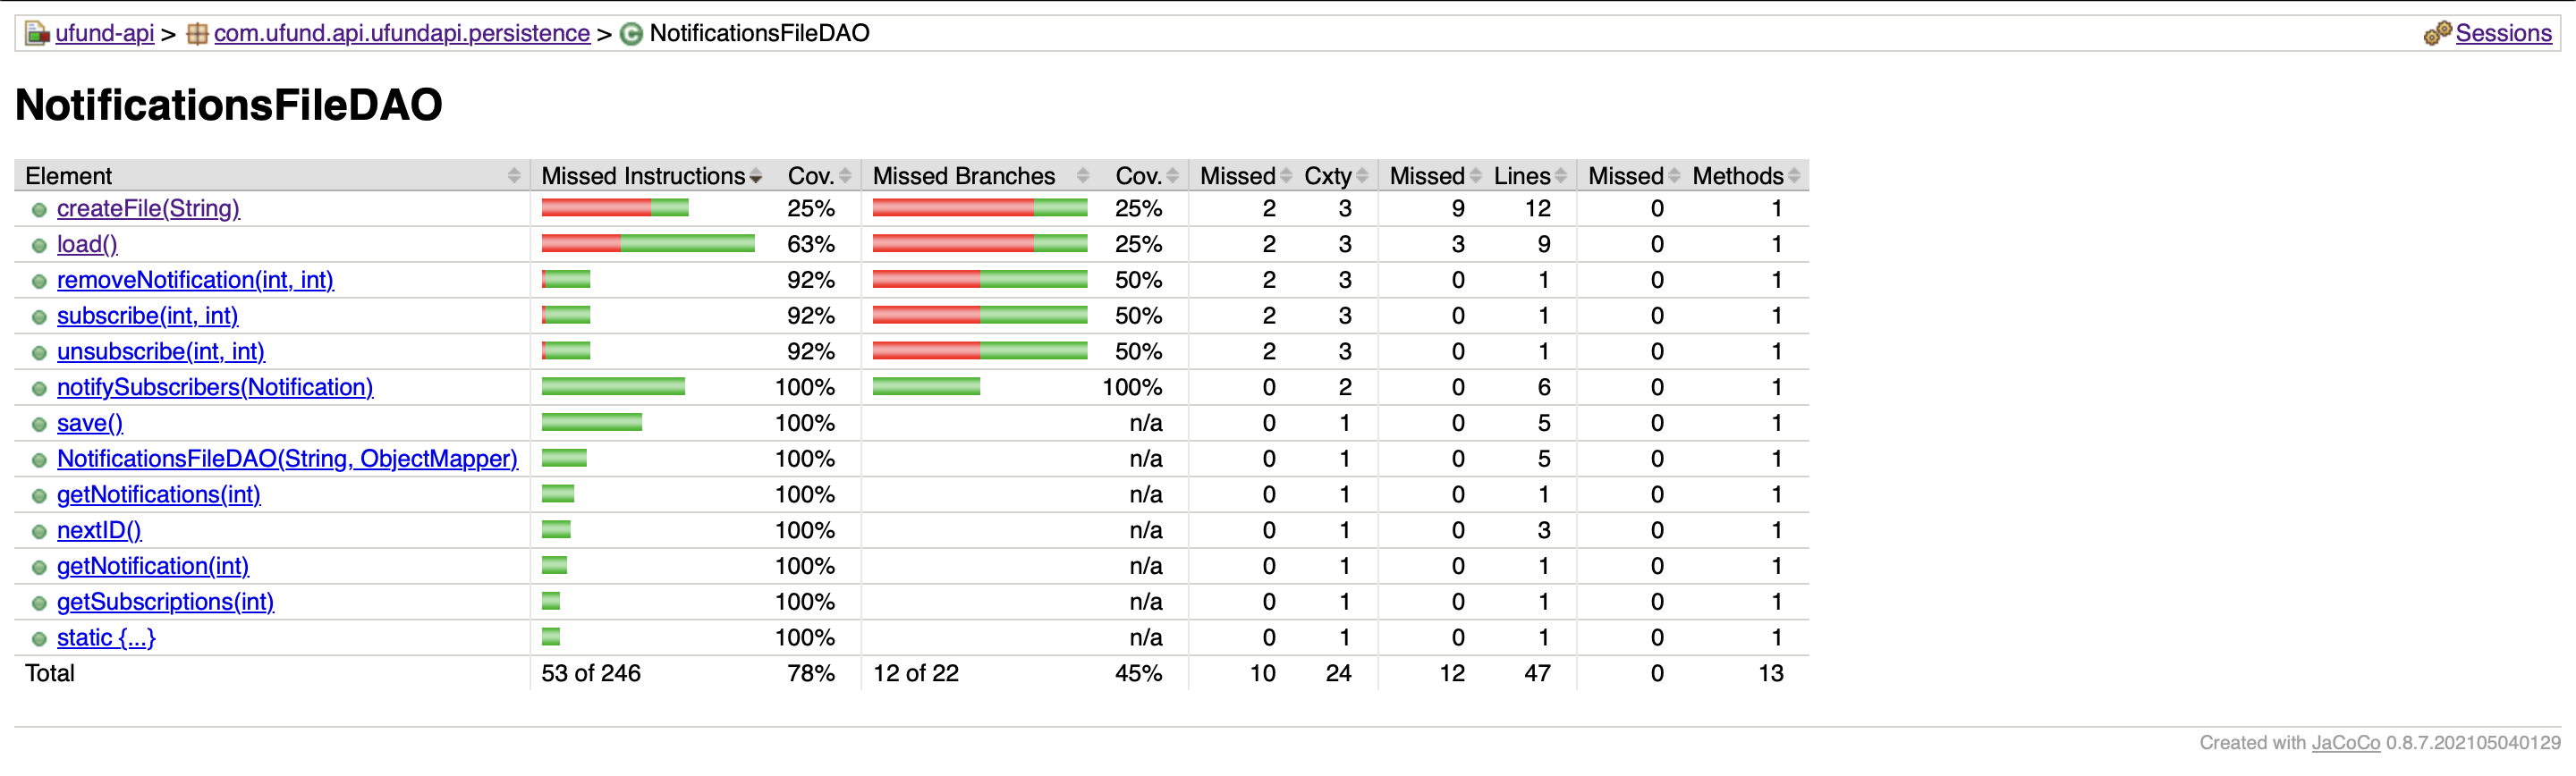 ufund-api > com.ufund.api.ufundapi.persistence > NotificationsFileDAO Sessions
NotificationsFileDAO
Element Missed Instructions Cov. Missed Branches Cov. Missed Cxty Missed Lines Missed Methods
createFile(String) 25% 25% 2 3 9 12 0 1
load() 63% 25% 2 3 3 9 0 1
removeNotification(int, int) 92% 50% 2 3 0 1 0 1
subscribe(int, int) 92% 50% 2 3 0 1 0 1
unsubscribe(int, int) 92% 50% 2 3 0 1 0 1
notifySubscribers(Notification) 100% 100% 0 2 0 6 0 1
save() 100% n/a 0 1 0 5 0 1
NotificationsFileDAO(String, ObjectMapper) 100% n/a 0 1 0 5 0 1
getNotifications(int) 100% n/a 0 1 0 1 0 1
nextID() 100% n/a 0 1 0 3 0 1
getNotification(int) 100% n/a 0 1 0 1 0 1
getSubscriptions(int) 100% n/a 0 1 0 1 0 1
static {...} 100% n/a 0 1 0 1 0 1
Total 53 of 246 78% 12 of 22 45% 10 24 12 47 0 13
Created with JaCoCo 0.8.7.202105040129